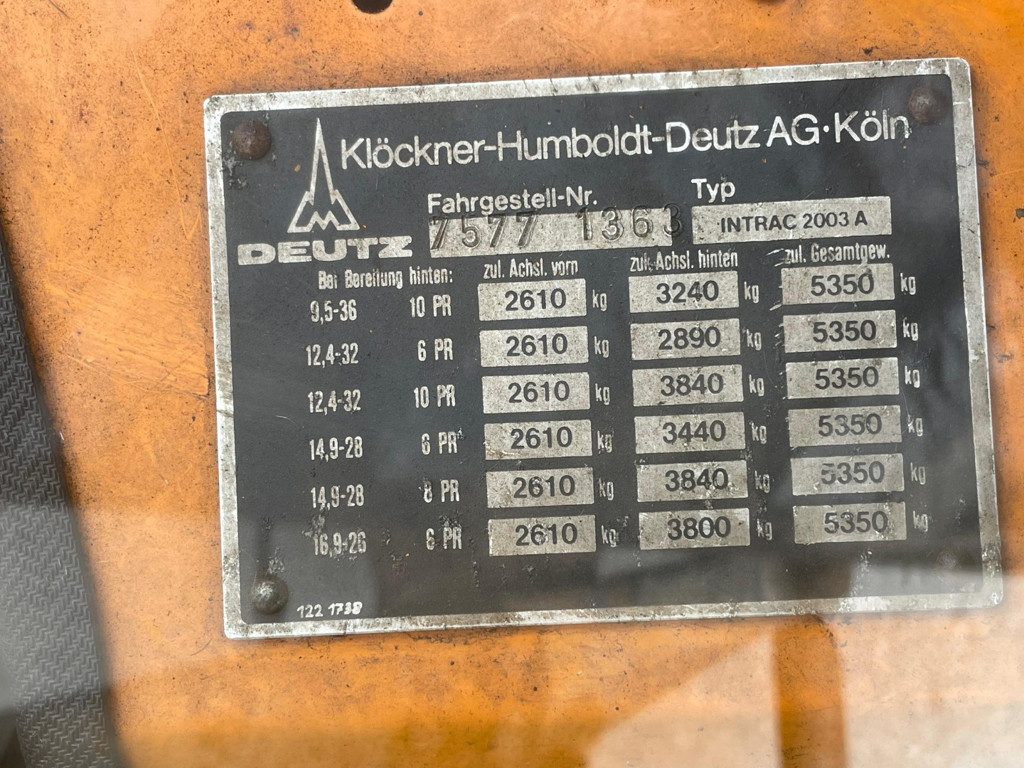 Klöckner-Humboldt-Deutz AG·Köln
DEUTZ
Fahrgestell-Nr. Typ
7577 1363 INTRAC 2003 A
Bei Bereifung hinten: zul. Achsl. vorn zul. Achsl. hinten zul. Gesamtgew.
9,5-36 10 PR 2610 kg 3240 kg 5350 kg
12,4-32 6 PR 2610 kg 2890 kg 5350 kg
12,4-32 10 PR 2610 kg 3840 kg 5350 kg
14,9-28 6 PR 2610 kg 3440 kg 5350 kg
14,9-28 8 PR 2610 kg 3840 kg 5350 kg
16,9-26 6 PR 2610 kg 3800 kg 5350 kg
122 1738